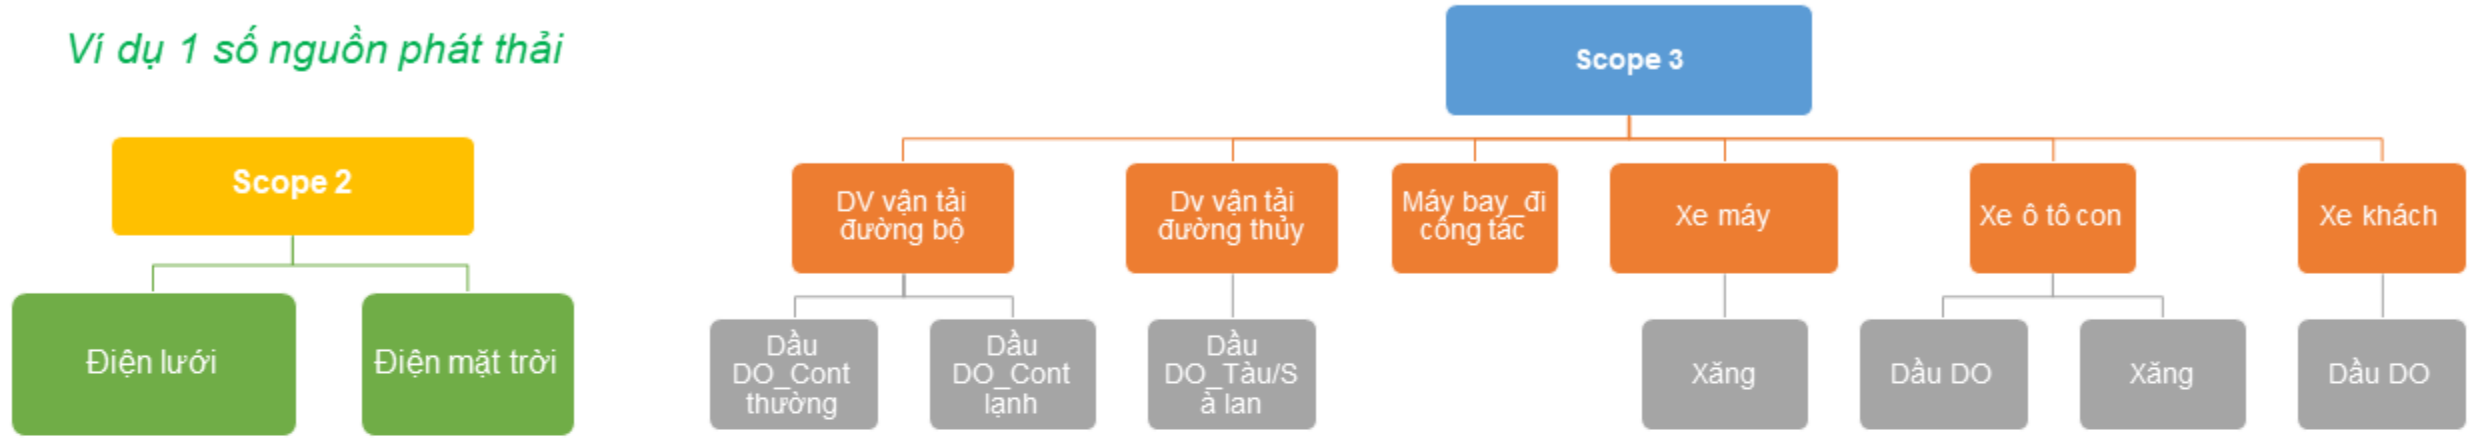 Ví dụ 1 số nguồn phát thải
Scope 2
Điện lưới
Điện mặt trời
Scope 3
DV vận tải
đường bộ
Dv vận tải
đường thủy
Máy bay_đi
công tác
Xe máy
Xe ô tô con
Xe khách
Dầu
DO_Cont
thường
Dầu
DO_Cont
lạnh
Dầu
DO_Tàu/S
à lan
Xăng
Dầu DO
Xăng
Dầu DO